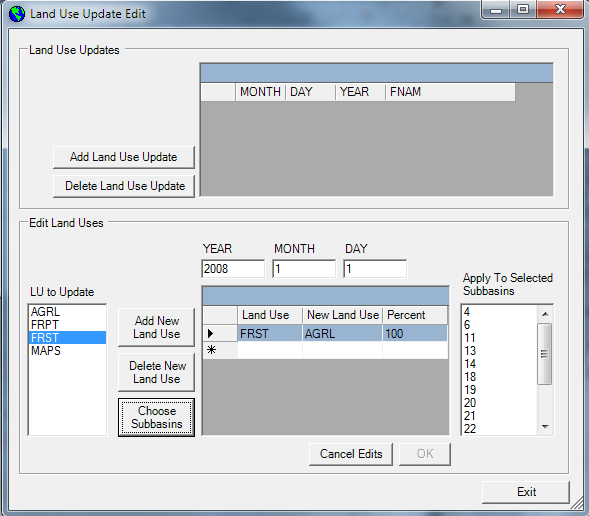 Land Use Update Edit
Land Use Updates
MONTH DAY YEAR FNAM
Add Land Use Update
Delete Land Use Update
Edit Land Uses
YEAR MONTH DAY
2008 1 1
LU to Update
AGRL
FRPT
FRST
MAPS
Add New
Land Use
Delete New
Land Use
Choose
Subbasins
Land Use New Land Use Percent
FRST AGRL 100
Apply To Selected
Subbasins
4
6
11
13
14
18
19
20
21
22
Cancel Edits OK
Exit